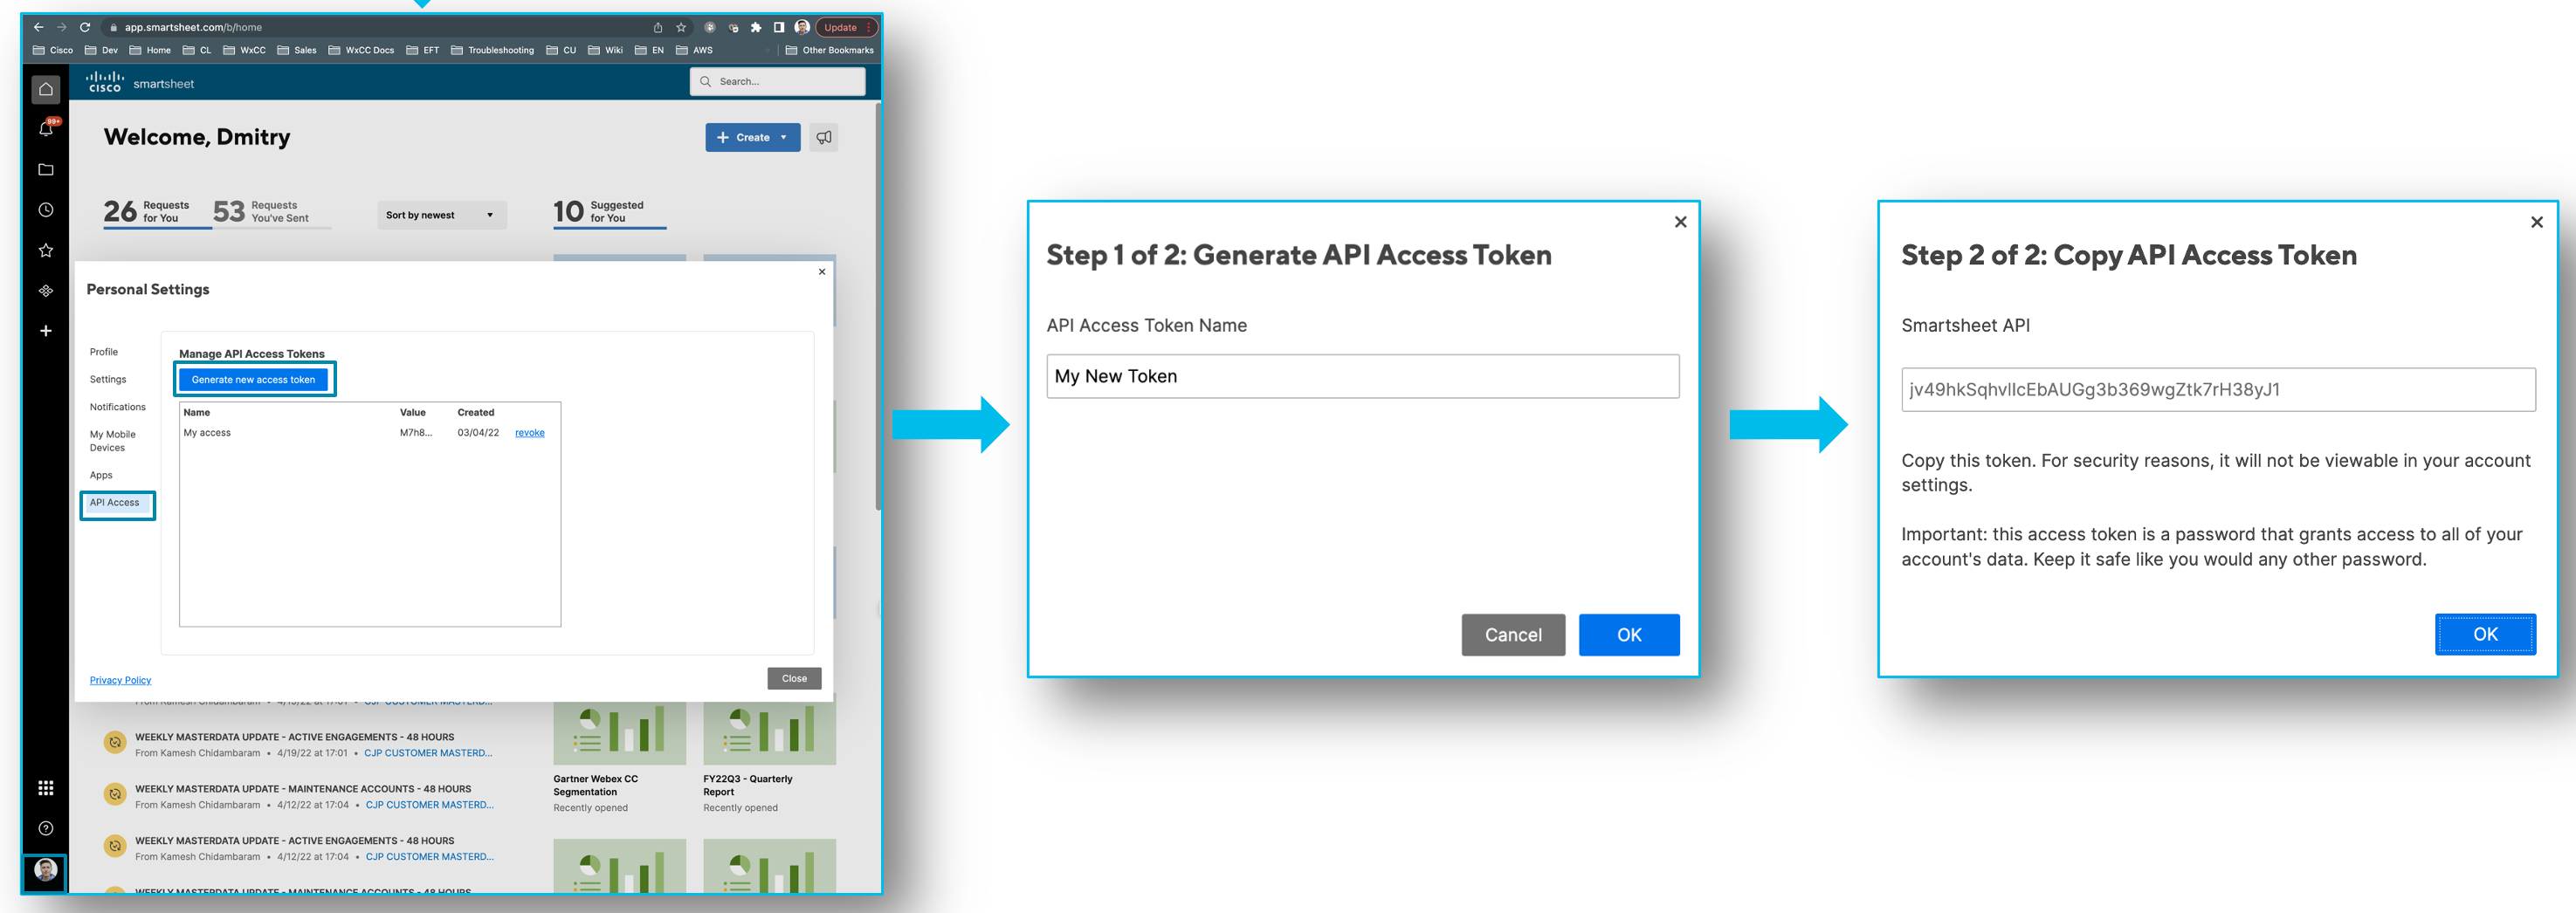 app.smartsheet.com/b/home
Update
Cisco
Dev
Home
CL
WxCC
Sales
WxCC Docs
EFT
Troubleshooting
CU
Wiki
EN
AWS
Other Bookmarks
cisco
smartsheet
Search...
99+
Welcome, Dmitry
Create
26 Requests for You
53 Requests You've Sent
Sort by newest
10 Suggested for You
Personal Settings
Profile
Settings
Notifications
My Mobile
Devices
Apps
API Access
Manage API Access Tokens
Generate new access token
Name Value Created
My access M7h8... 03/04/22 revoke
Privacy Policy
Close
WEEKLY MASTERDATA UPDATE - ACTIVE ENGAGEMENTS - 48 HOURS
From Kamesh Chidambaram • 4/19/22 at 17:01 • CJP CUSTOMER MASTERD...
WEEKLY MASTERDATA UPDATE - MAINTENANCE ACCOUNTS - 48 HOURS
From Kamesh Chidambaram • 4/12/22 at 17:04 • CJP CUSTOMER MASTERD...
WEEKLY MASTERDATA UPDATE - ACTIVE ENGAGEMENTS - 48 HOURS
From Kamesh Chidambaram • 4/12/22 at 17:04 • CJP CUSTOMER MASTERD...
WEEKLY MASTERDATA UPDATE - MAINTENANCE ACCOUNTS - 48 HOURS
Gartner Webex CC
Segmentation
Recently opened
FY22Q3 - Quarterly
Report
Recently opened
Step 1 of 2: Generate API Access Token
API Access Token Name
My New Token
Cancel
OK
Step 2 of 2: Copy API Access Token
Smartsheet API
jv49hkSqhvlIcEbAUGg3b369wgZtk7rH38yJ1
Copy this token. For security reasons, it will not be viewable in your account
settings.
Important: this access token is a password that grants access to all of your
account's data. Keep it safe like you would any other password.
OK